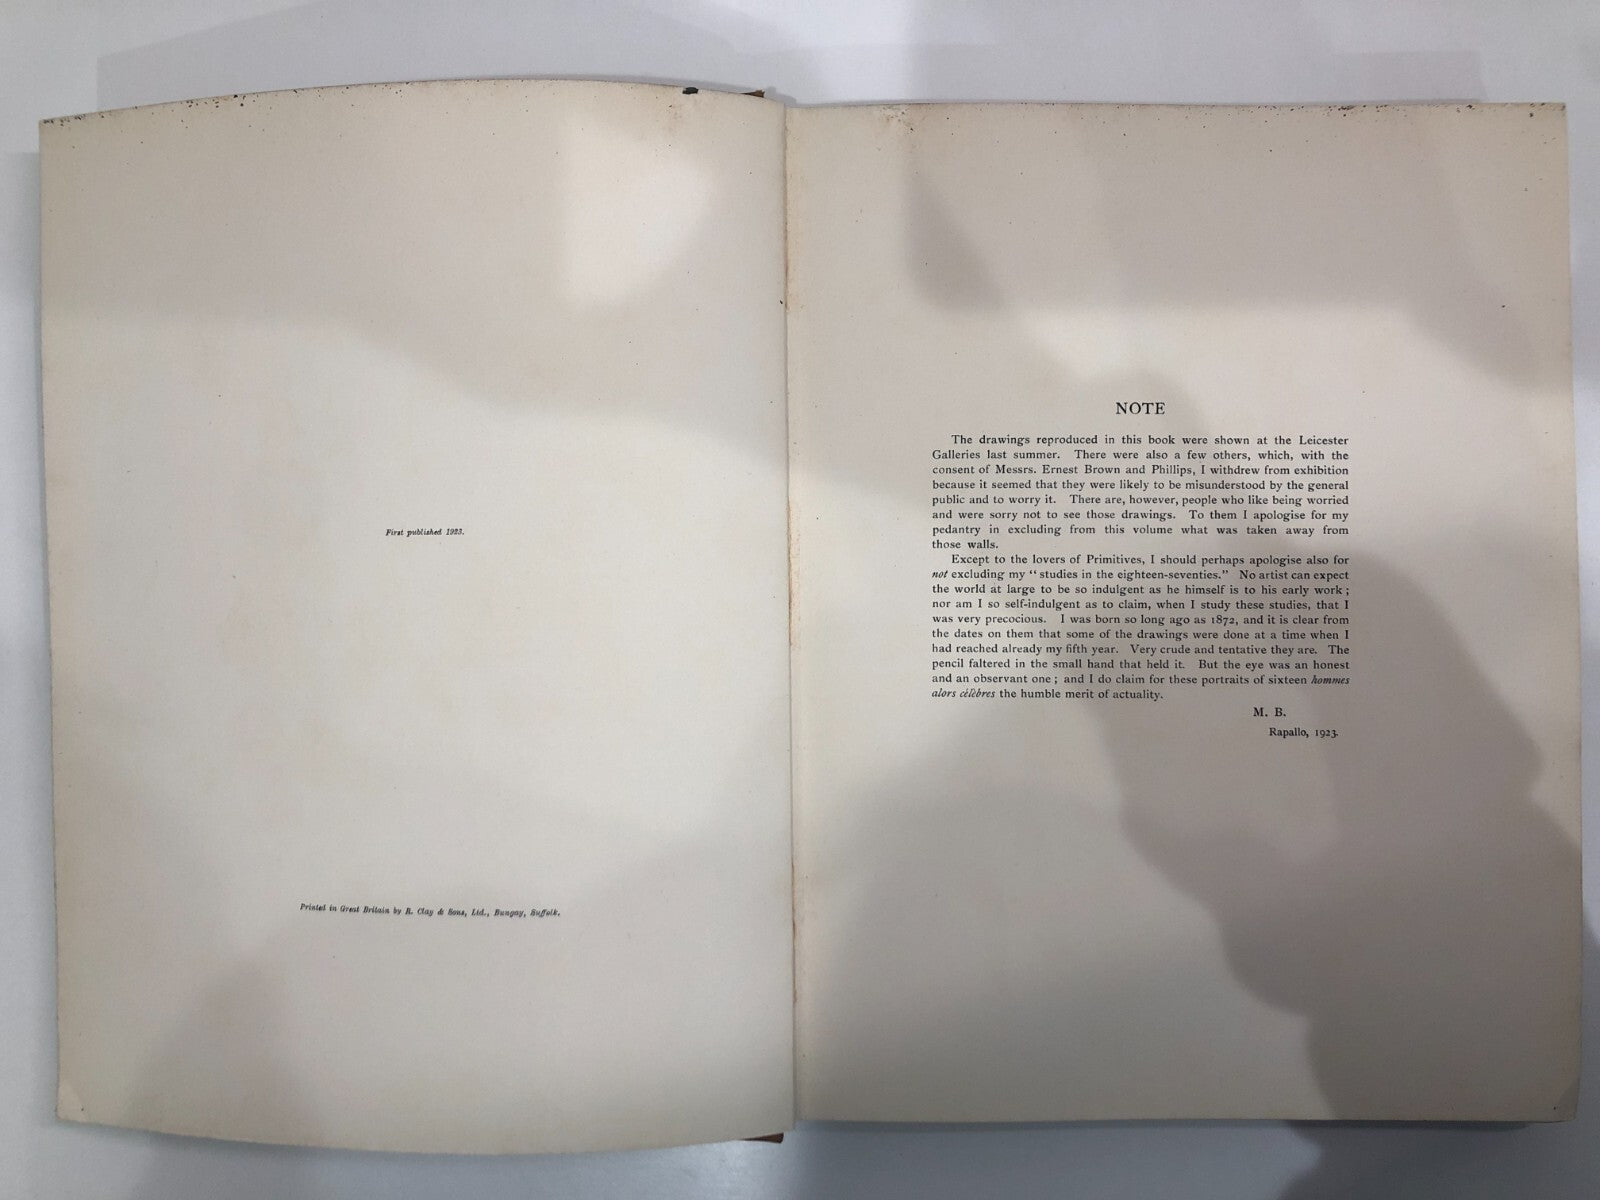 First published 1923.
Printed in Great Britain by R. Clay & Sons, Ltd., Bungay, Suffolk.
NOTE
The drawings reproduced in this book were shown at the Leicester
Galleries last summer. There were also a few others, which, with the
consent of Messrs. Ernest Brown and Phillips, I withdrew from exhibition
because it seemed that they were likely to be misunderstood by the general
public and to worry it. There are, however, people who like being worried
and were sorry not to see those drawings. To them I apologise for my
pedantry in excluding from this volume what was taken away from
those walls.
Except to the lovers of Primitives, I should perhaps apologise also for
not excluding my “studies in the eighteen-seventies.” No artist can expect
the world at large to be so indulgent as he himself is to his early work;
nor am I so self-indulgent as to claim, when I study these studies, that I
was very precocious. I was born so long ago as 1872, and it is clear from
the dates on them that some of the drawings were done at a time when I
had reached already my fifth year. Very crude and tentative they are. The
pencil faltered in the small hand that held it. But the eye was an honest
and an observant one; and I do claim for these portraits of sixteen hommes
alors célèbres the humble merit of actuality.
M. B.
Rapallo, 1923.